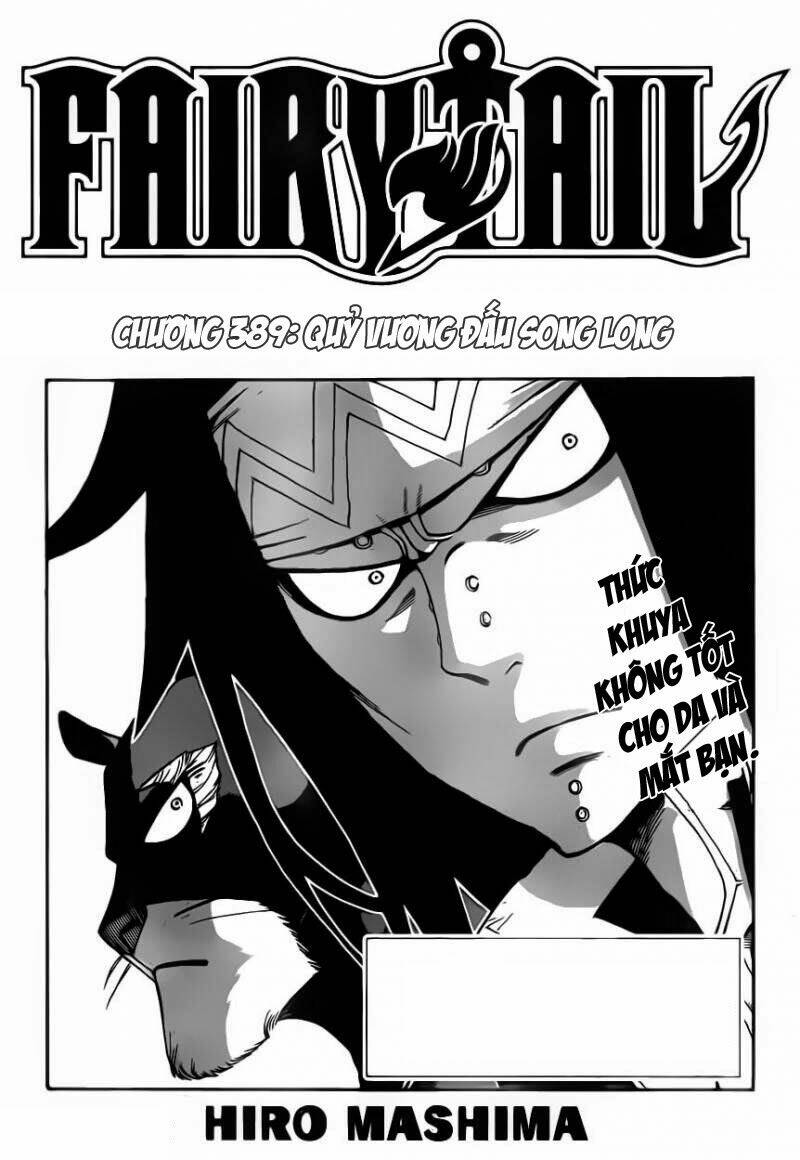 FAIRY TAIL
CHƯƠNG 389: QUỶ VƯƠNG ĐẤU SONG LONG
THỨC
KHUYA
KHÔNG TỐT
CHO DA VÀ
MẮT BẠN.
HIRO MASHIMA